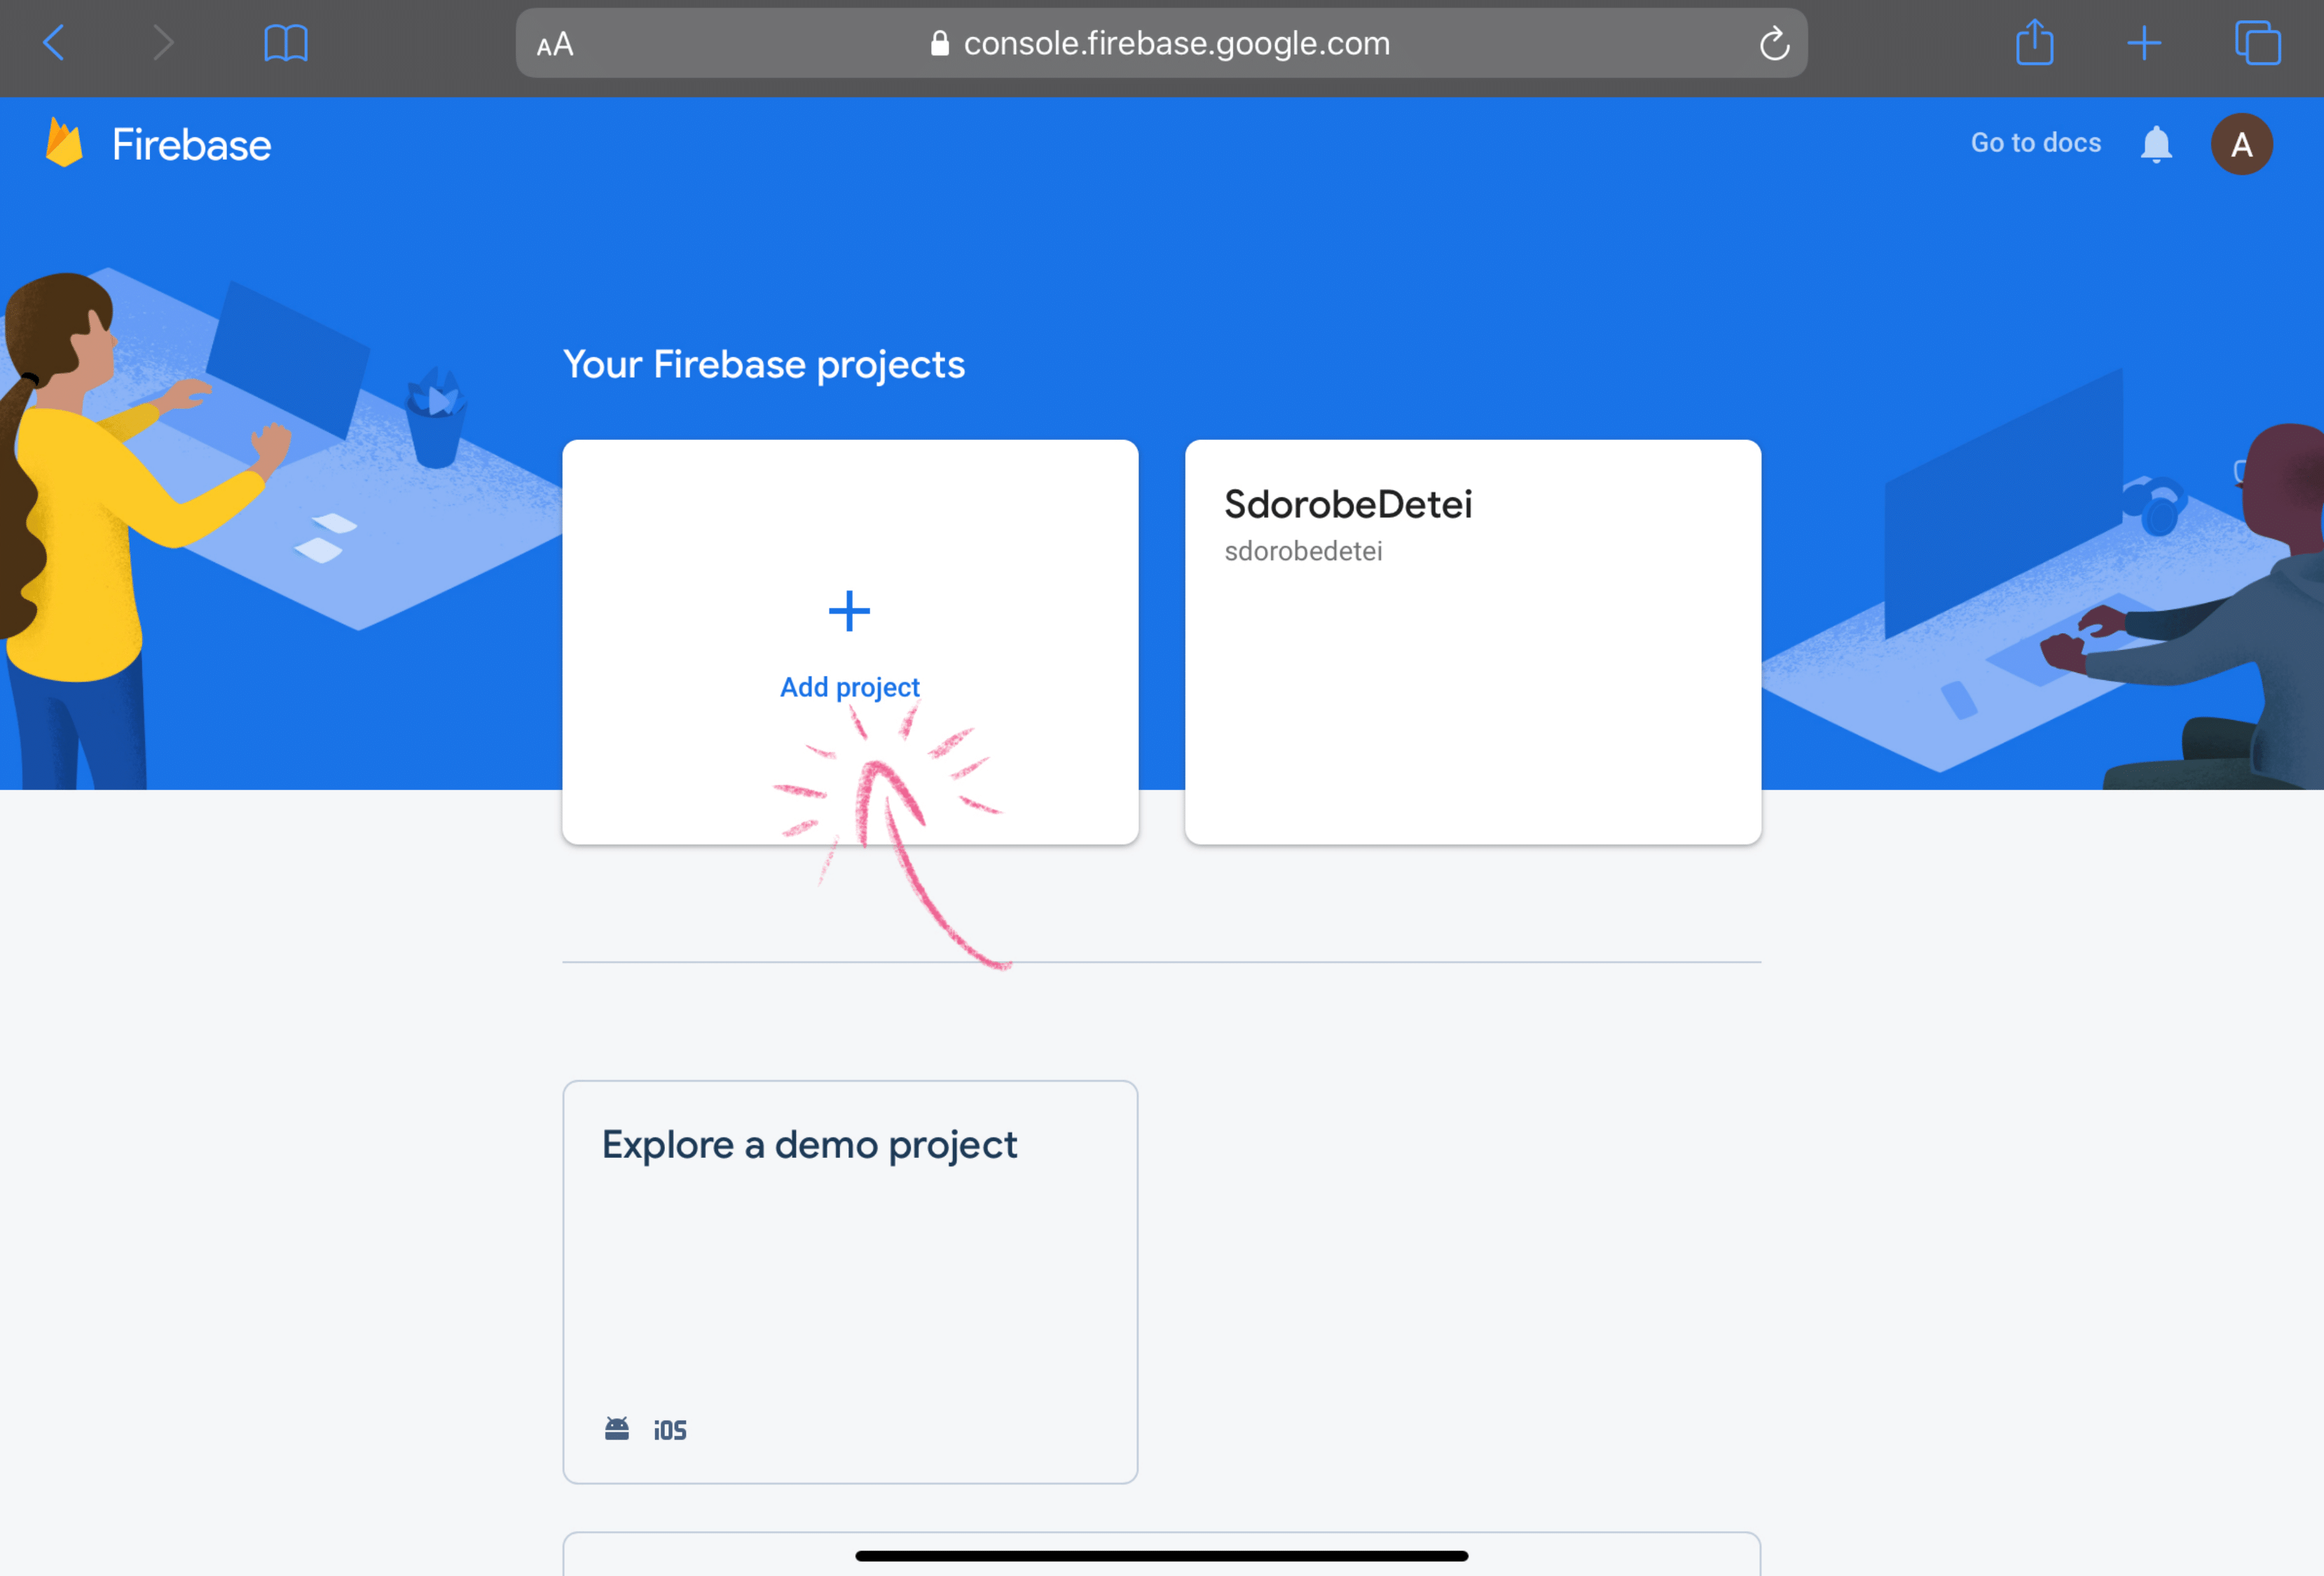 AA
console.firebase.google.com
Firebase
Go to docs
A
Your Firebase projects
Add project
SdorobeDetei
sdorobedetei
Explore a demo project
iOS